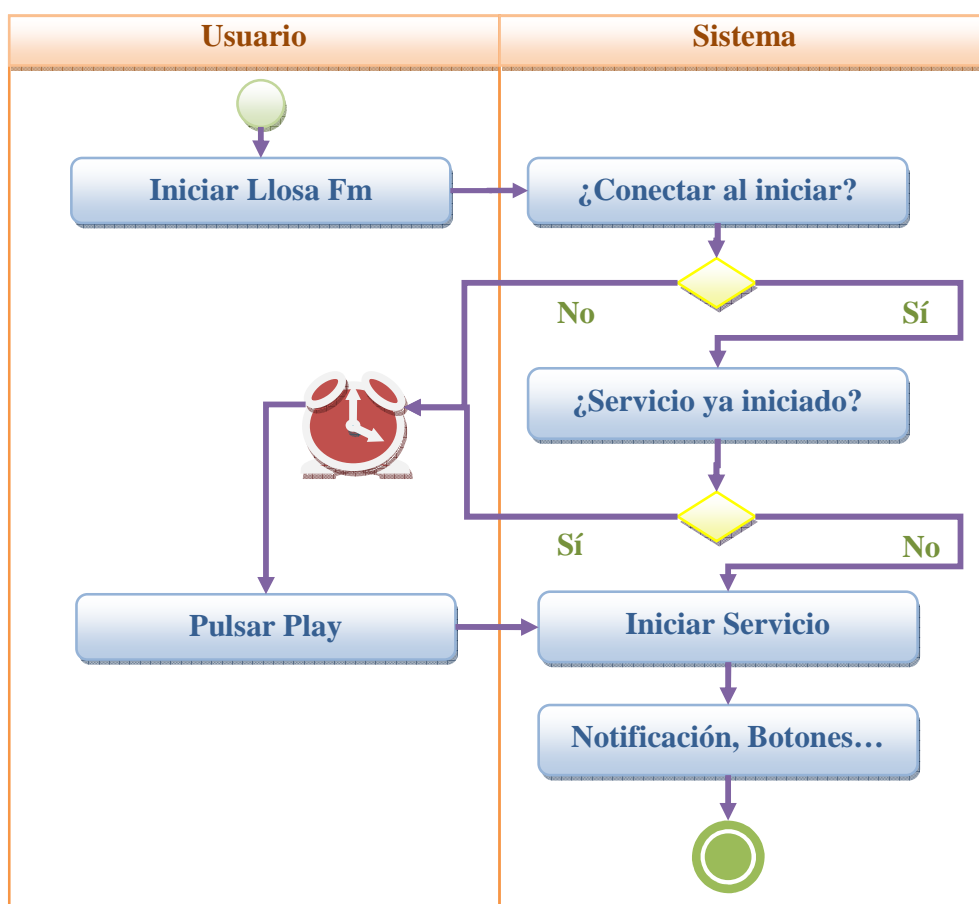 Usuario
Sistema
Iniciar Llosa Fm
¿Conectar al iniciar?
No
Sí
¿Servicio ya iniciado?
Sí
No
Pulsar Play
Iniciar Servicio
Notificación, Botones…